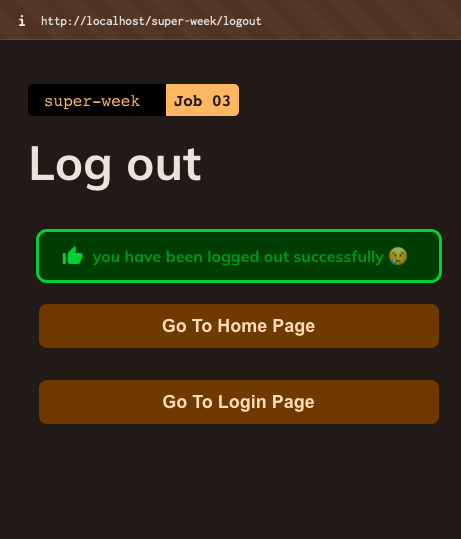 i http://localhost/super-week/logout
super-week Job 03
Log out
you have been logged out successfully 😢
Go To Home Page
Go To Login Page